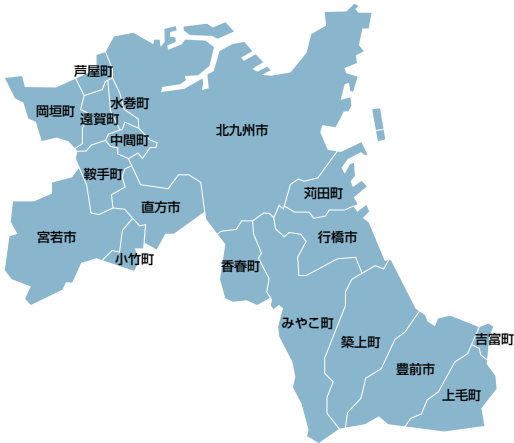 芦屋町
水巻町
岡垣町
遠賀町
北九州市
中間町
鞍手町
苅田町
直方市
宮若市
行橋市
小竹町
香春町
みやこ町
築上町
吉富町
豊前市
上毛町